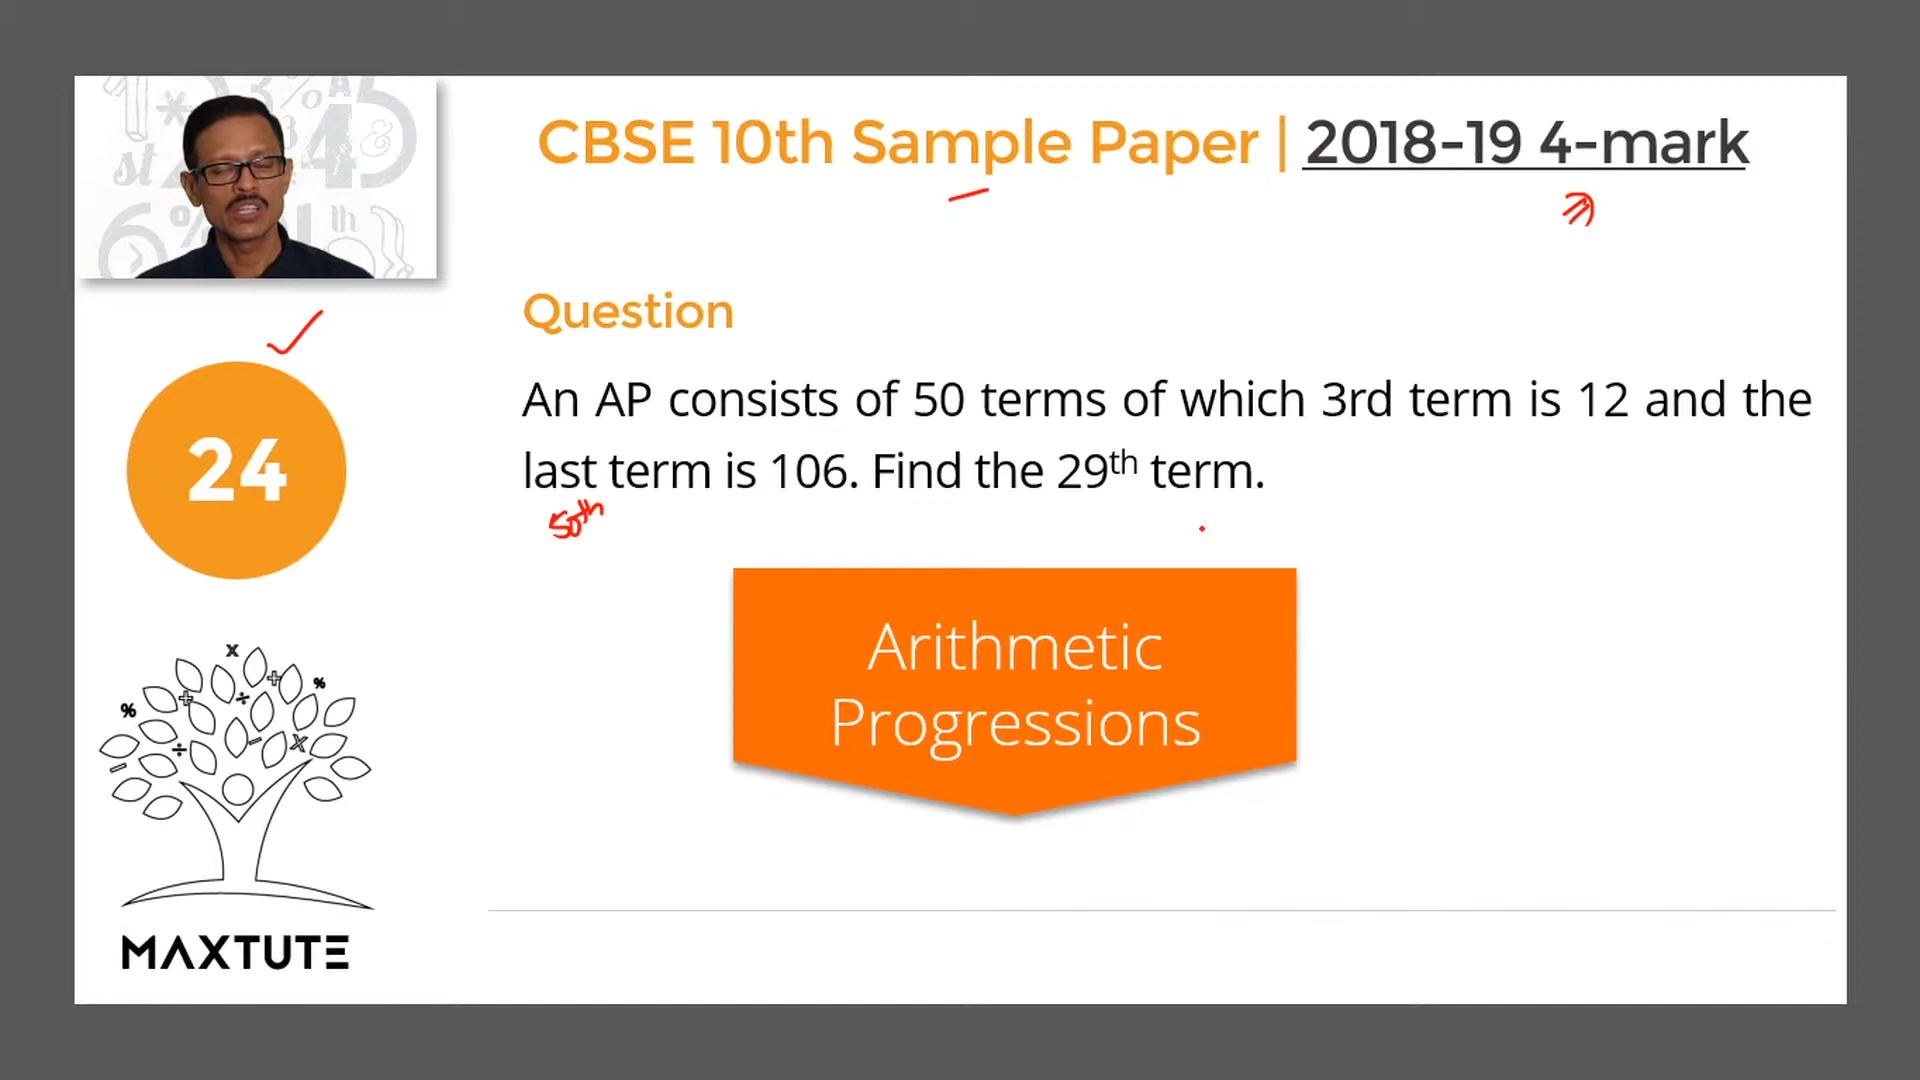 CBSE 10th Sample Paper | 2018-19 4-mark
Question
An AP consists of 50 terms of which 3rd term is 12 and the
last term is 106. Find the 29th term.
50th
24
Arithmetic
Progressions
MAXTUTE